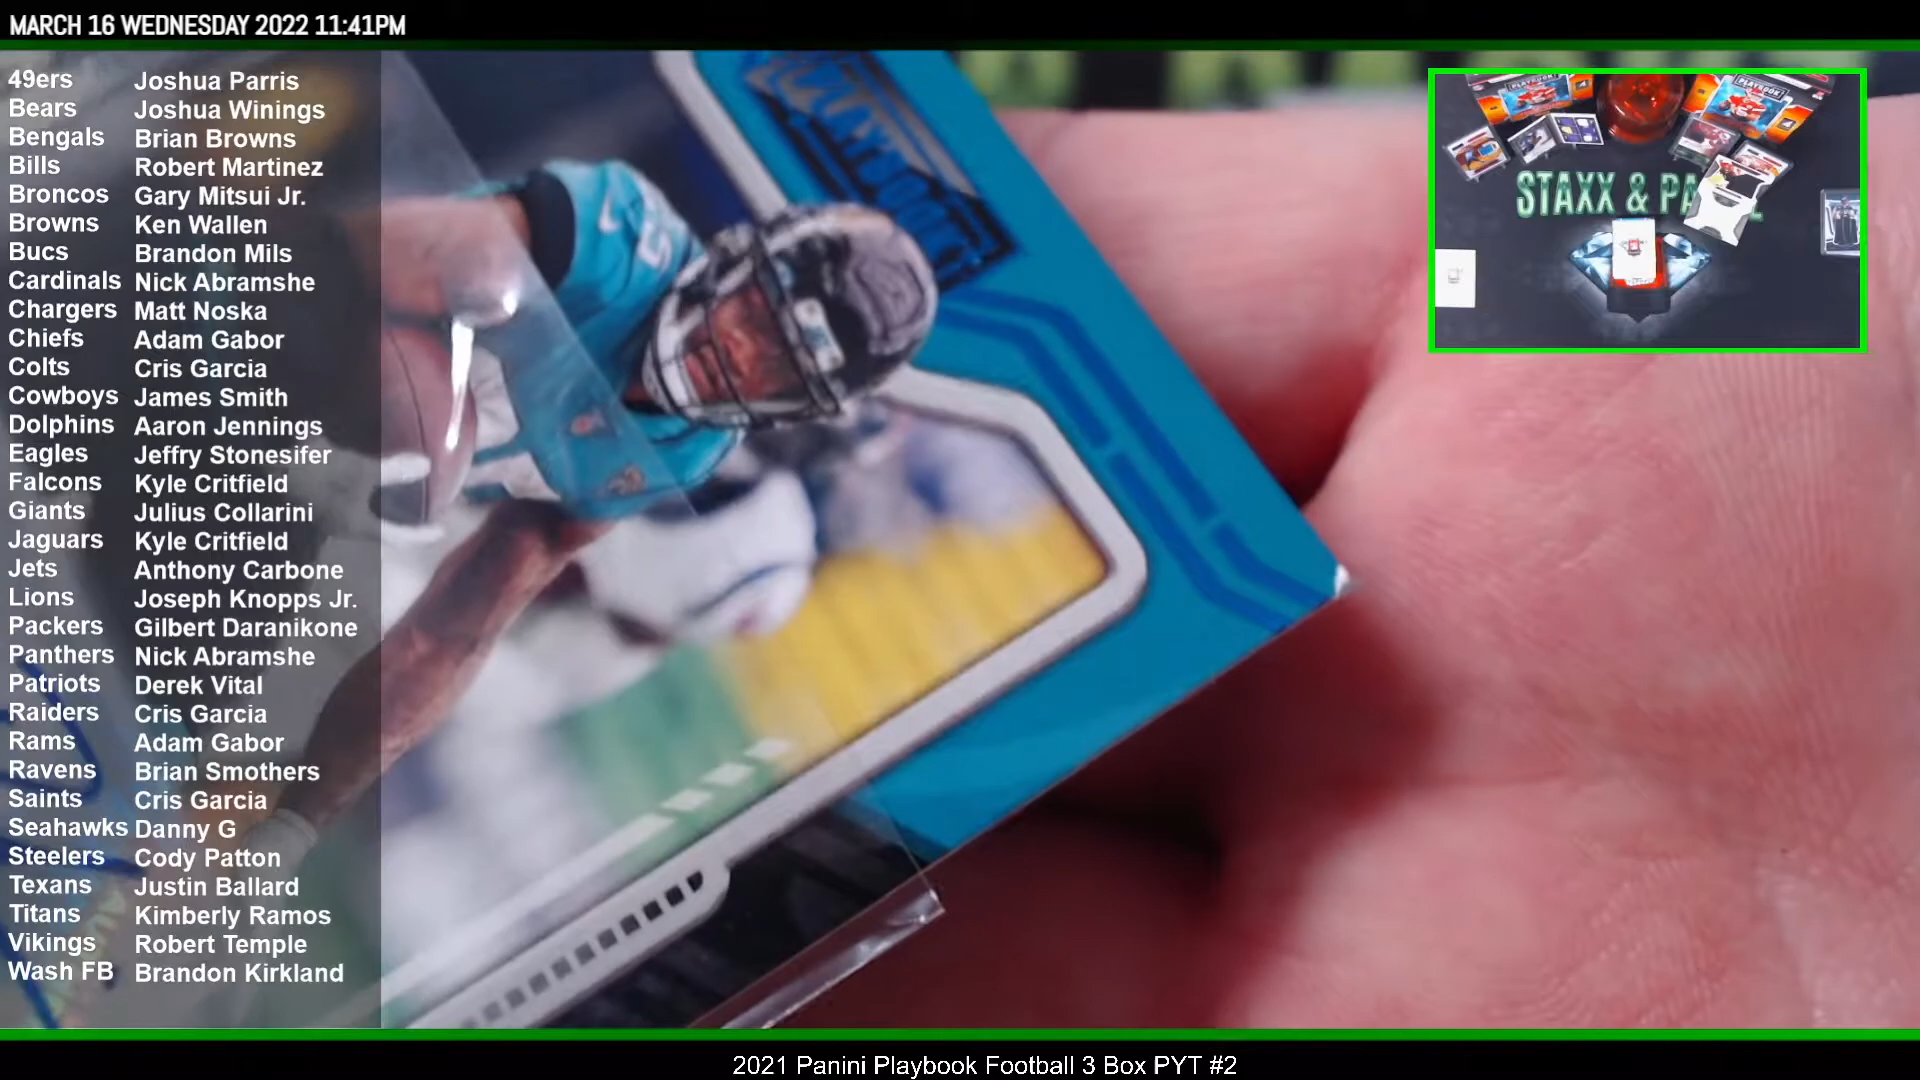 MARCH 16 WEDNESDAY 2022 11:41PM
49ers Joshua Parris
Bears Joshua Winings
Bengals Brian Browns
Bills Robert Martinez
Broncos Gary Mitsui Jr.
Browns Ken Wallen
Bucs Brandon Mils
Cardinals Nick Abramshe
Chargers Matt Noska
Chiefs Adam Gabor
Colts Cris Garcia
Cowboys James Smith
Dolphins Aaron Jennings
Eagles Jeffry Stonesifer
Falcons Kyle Critfield
Giants Julius Collarini
Jaguars Kyle Critfield
Jets Anthony Carbone
Lions Joseph Knopps Jr.
Packers Gilbert Daranikone
Panthers Nick Abramshe
Patriots Derek Vital
Raiders Cris Garcia
Rams Adam Gabor
Ravens Brian Smothers
Saints Cris Garcia
Seahawks Danny G
Steelers Cody Patton
Texans Justin Ballard
Titans Kimberly Ramos
Vikings Robert Temple
Wash FB Brandon Kirkland
PLAYBOOK
PLAYBOOK
PLAYBOOK
STAXX &
2021 Panini Playbook Football 3 Box PYT #2